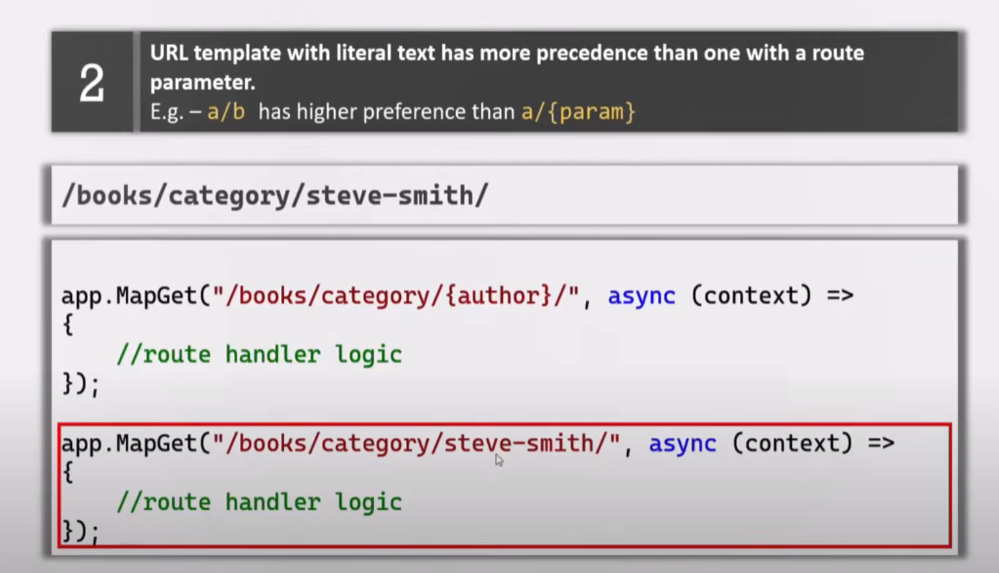 2
URL template with literal text has more precedence than one with a route
parameter.
E.g. – a/b has higher preference than a/{param}
/books/category/steve-smith/
app.MapGet("/books/category/{author}/", async (context) =>
{
    //route handler logic
});
app.MapGet("/books/category/steve-smith/", async (context) =>
{
    //route handler logic
});